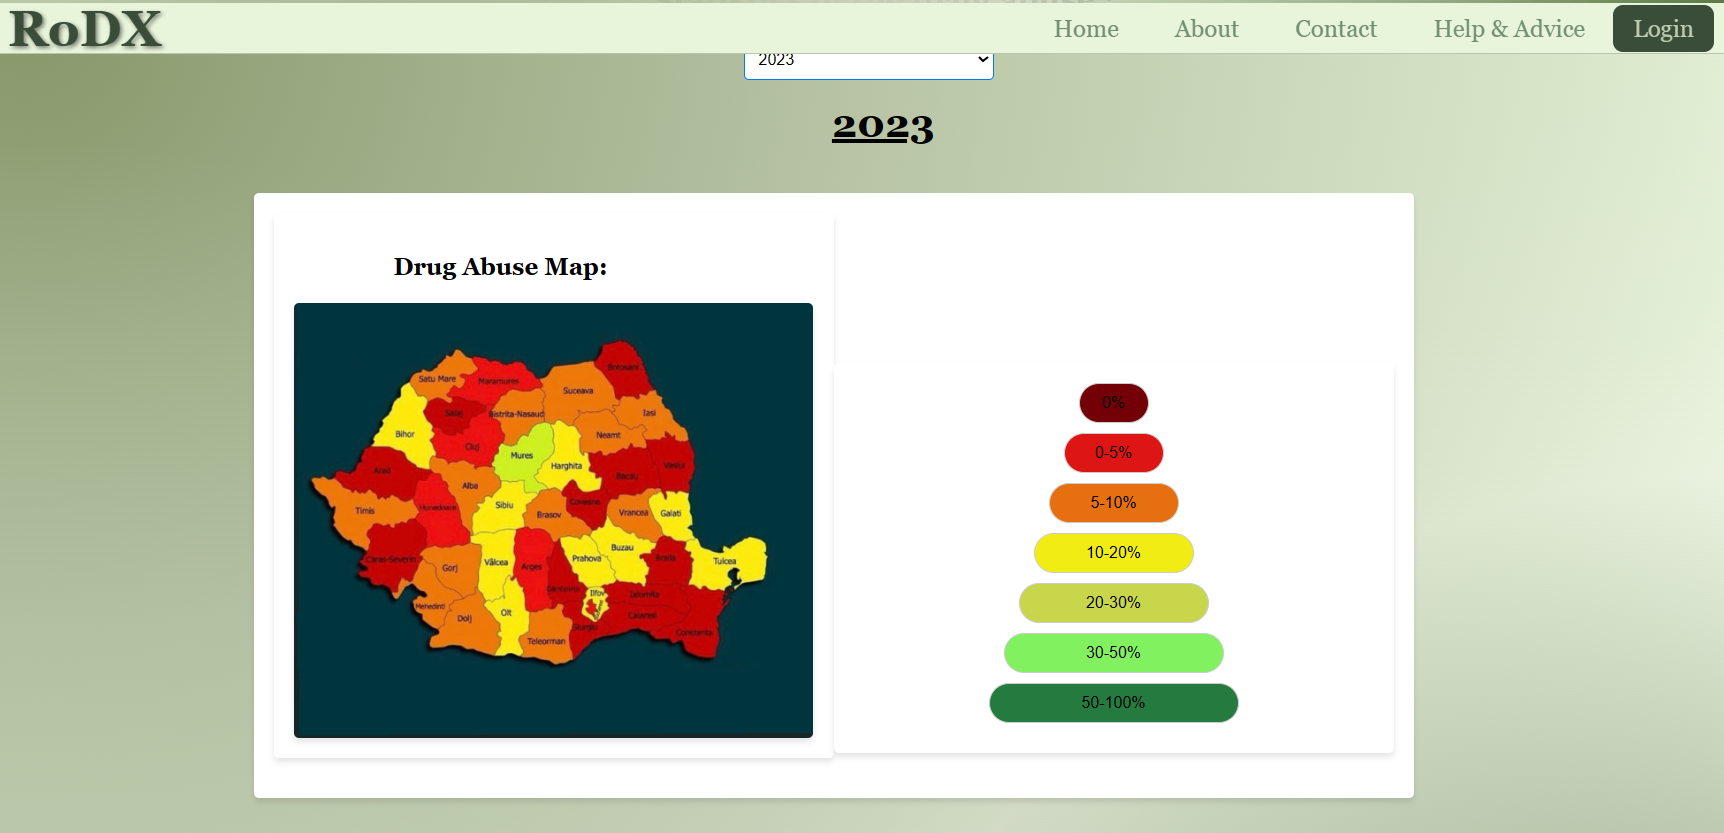 RoDX
Home
About
Contact
Help & Advice
Login
2023
2023
Drug Abuse Map:
Satu Mare
Maramures
Botosani
Suceava
Salaj
Bistrita-Nasaud
Iasi
Bihor
Cluj
Neamt
Mures
Harghita
Arad
Bacau
Vaslui
Alba
Timis
Hunedoara
Sibiu
Brasov
Covasna
Vrancea
Galati
Caras-Severin
Gorj
Vâlcea
Arges
Prahova
Buzau
Braila
Tulcea
Dâmbovita
Ilfov
Ialomita
Mehedinti
Dolj
Olt
Calarasi
Giurgiu
Teleorman
Constanta
0%
0-5%
5-10%
10-20%
20-30%
30-50%
50-100%